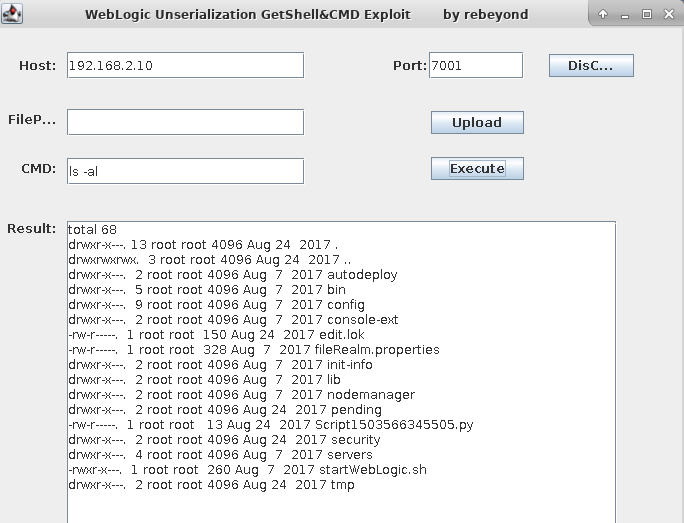 WebLogic Unserialization GetShell&CMD Exploit by rebeyond
Host: 192.168.2.10 Port: 7001 DisC...
FileP... Upload
CMD: ls -al Execute
Result: total 68
drwxr-x---. 13 root root 4096 Aug 24 2017 .
drwxrwxrwx. 3 root root 4096 Aug 24 2017 ..
drwxr-x---. 2 root root 4096 Aug 7 2017 autodeploy
drwxr-x---. 5 root root 4096 Aug 7 2017 bin
drwxr-x---. 9 root root 4096 Aug 7 2017 config
drwxr-x---. 2 root root 4096 Aug 7 2017 console-ext
-rw-r-----. 1 root root 150 Aug 24 2017 edit.lok
-rw-r-----. 1 root root 328 Aug 7 2017 fileRealm.properties
drwxr-x---. 2 root root 4096 Aug 7 2017 init-info
drwxr-x---. 2 root root 4096 Aug 7 2017 lib
drwxr-x---. 2 root root 4096 Aug 7 2017 nodemanager
drwxr-x---. 2 root root 4096 Aug 24 2017 pending
-rw-r-----. 1 root root 13 Aug 24 2017 Script1503566345505.py
drwxr-x---. 2 root root 4096 Aug 24 2017 security
drwxr-x---. 4 root root 4096 Aug 7 2017 servers
-rwxr-x---. 1 root root 260 Aug 7 2017 startWebLogic.sh
drwxr-x---. 2 root root 4096 Aug 24 2017 tmp